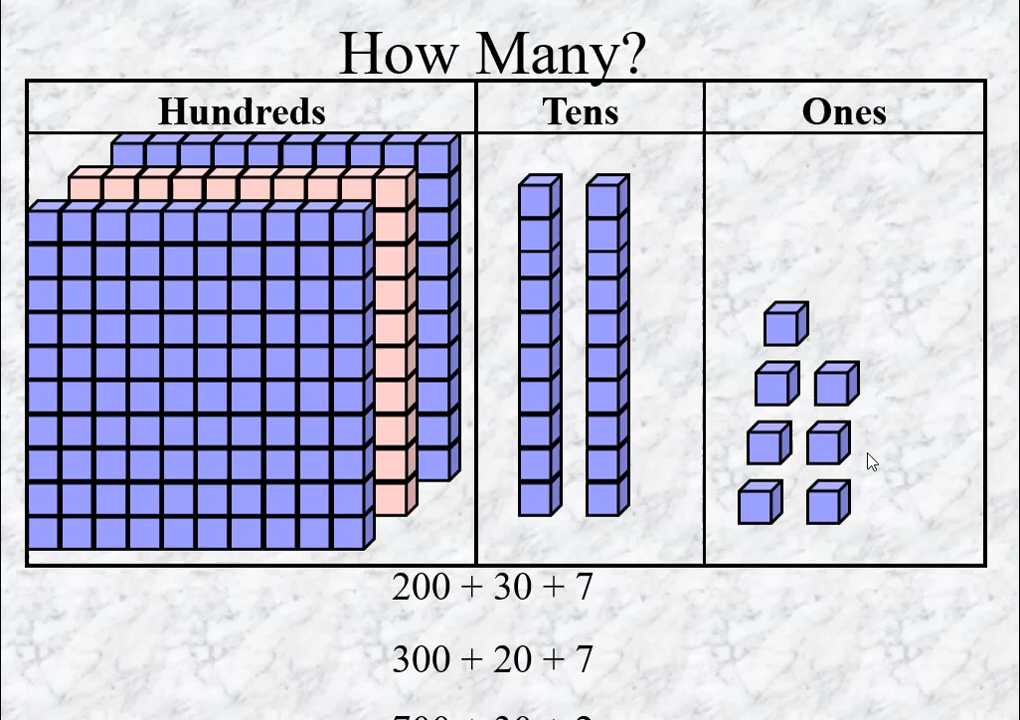 How Many?
Hundreds Tens Ones
200 + 30 + 7
300 + 20 + 7